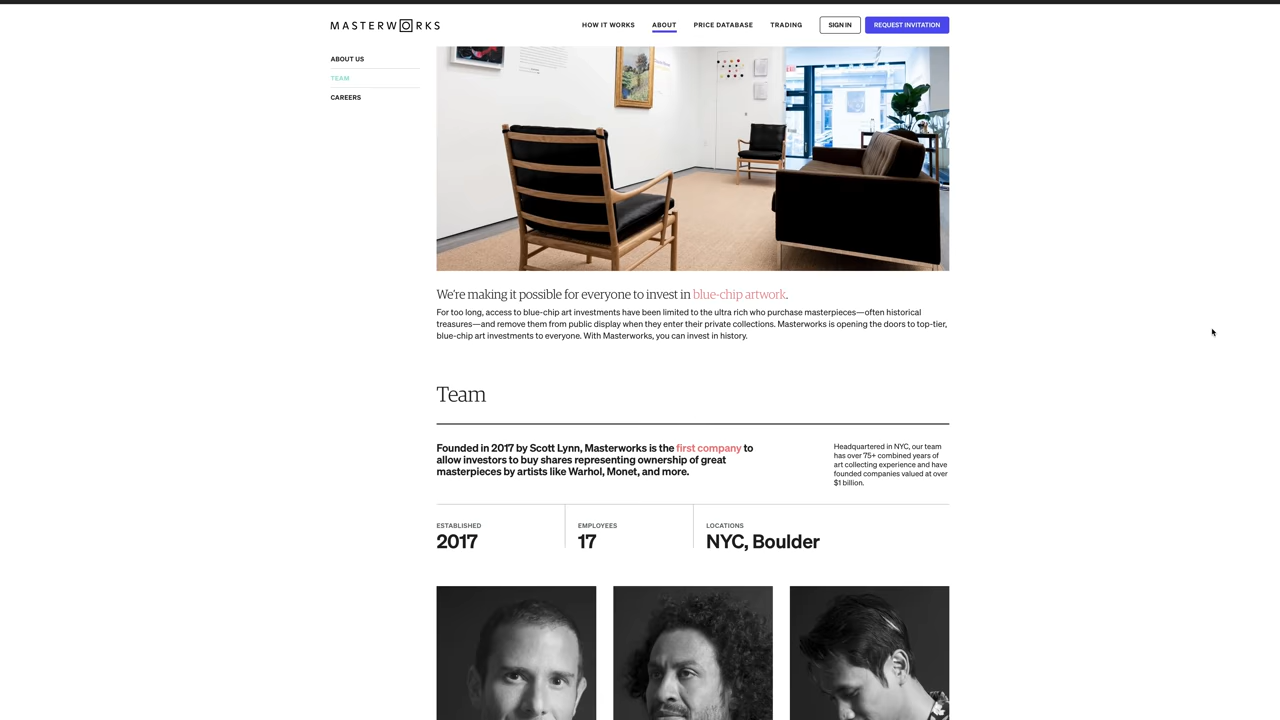 MASTERWORKS
HOW IT WORKS
ABOUT
PRICE DATABASE
TRADING
SIGN IN
REQUEST INVITATION
ABOUT US
TEAM
CAREERS
We're making it possible for everyone to invest in blue-chip artwork.
For too long, access to blue-chip art investments have been limited to the ultra rich who purchase masterpieces—often historical
treasures—and remove them from public display when they enter their private collections. Masterworks is opening the doors to top-tier,
blue-chip art investments to everyone. With Masterworks, you can invest in history.
Team
Founded in 2017 by Scott Lynn, Masterworks is the first company to
allow investors to buy shares representing ownership of great
masterpieces by artists like Warhol, Monet, and more.
Headquartered in NYC, our team
has over 75+ combined years of
art collecting experience and have
founded companies valued at over
$1 billion.
ESTABLISHED
2017
EMPLOYEES
17
LOCATIONS
NYC, Boulder